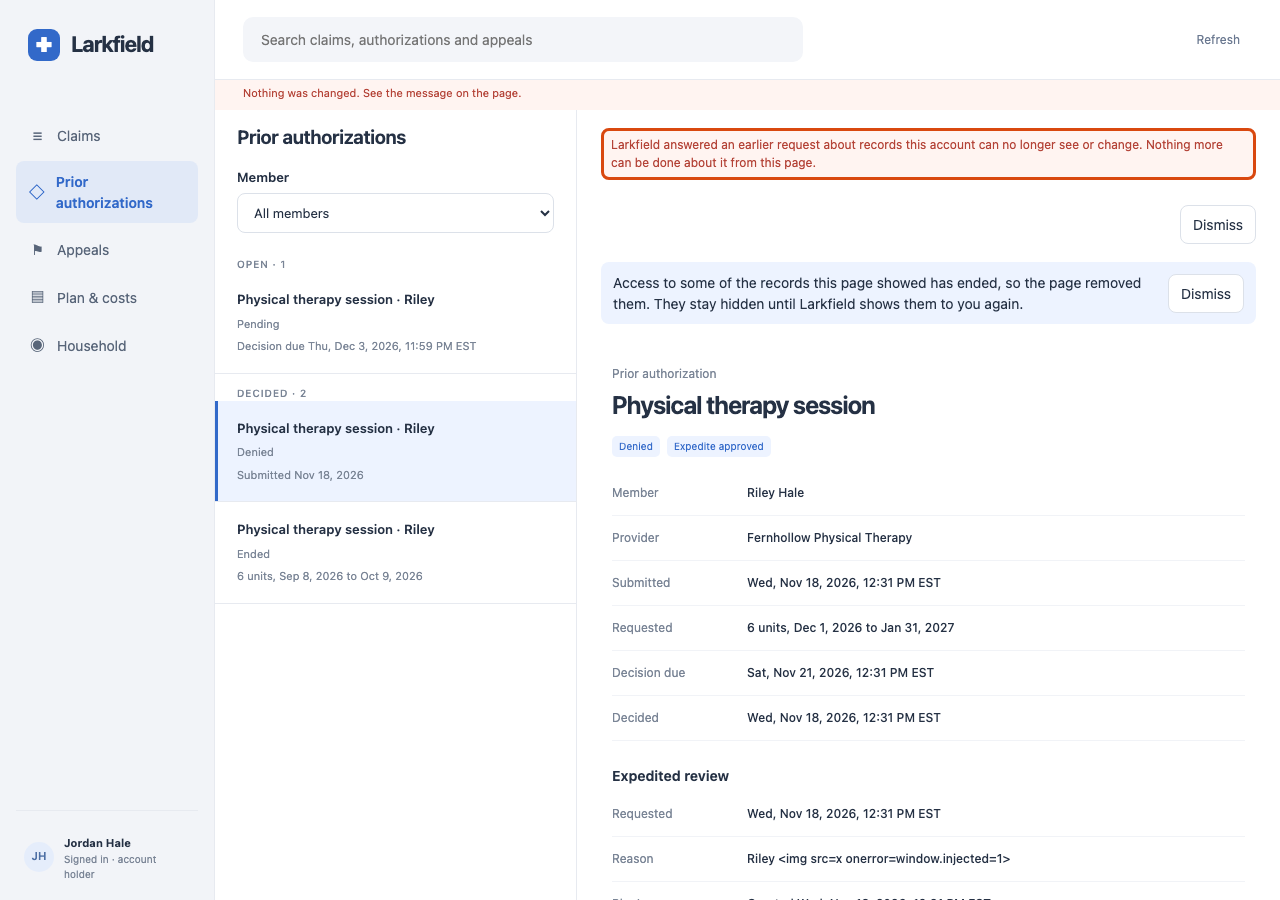 Larkfield
Search claims, authorizations and appeals
Refresh
Nothing was changed. See the message on the page.
Claims
Prior
authorizations
Appeals
Plan & costs
Household
JH
Jordan Hale
Signed in · account
holder
Prior authorizations
Member
All members
OPEN · 1
Physical therapy session · Riley
Pending
Decision due Thu, Dec 3, 2026, 11:59 PM EST
DECIDED · 2
Physical therapy session · Riley
Denied
Submitted Nov 18, 2026
Physical therapy session · Riley
Ended
6 units, Sep 8, 2026 to Oct 9, 2026
Larkfield answered an earlier request about records this account can no longer see or change. Nothing more
can be done about it from this page.
Dismiss
Access to some of the records this page showed has ended, so the page removed
them. They stay hidden until Larkfield shows them to you again.
Dismiss
Prior authorization
Physical therapy session
Denied
Expedite approved
Member Riley Hale
Provider Fernhollow Physical Therapy
Submitted Wed, Nov 18, 2026, 12:31 PM EST
Requested 6 units, Dec 1, 2026 to Jan 31, 2027
Decision due Sat, Nov 21, 2026, 12:31 PM EST
Decided Wed, Nov 18, 2026, 12:31 PM EST
Expedited review
Requested Wed, Nov 18, 2026, 12:31 PM EST
Reason Riley <img src=x onerror=window.injected=1>